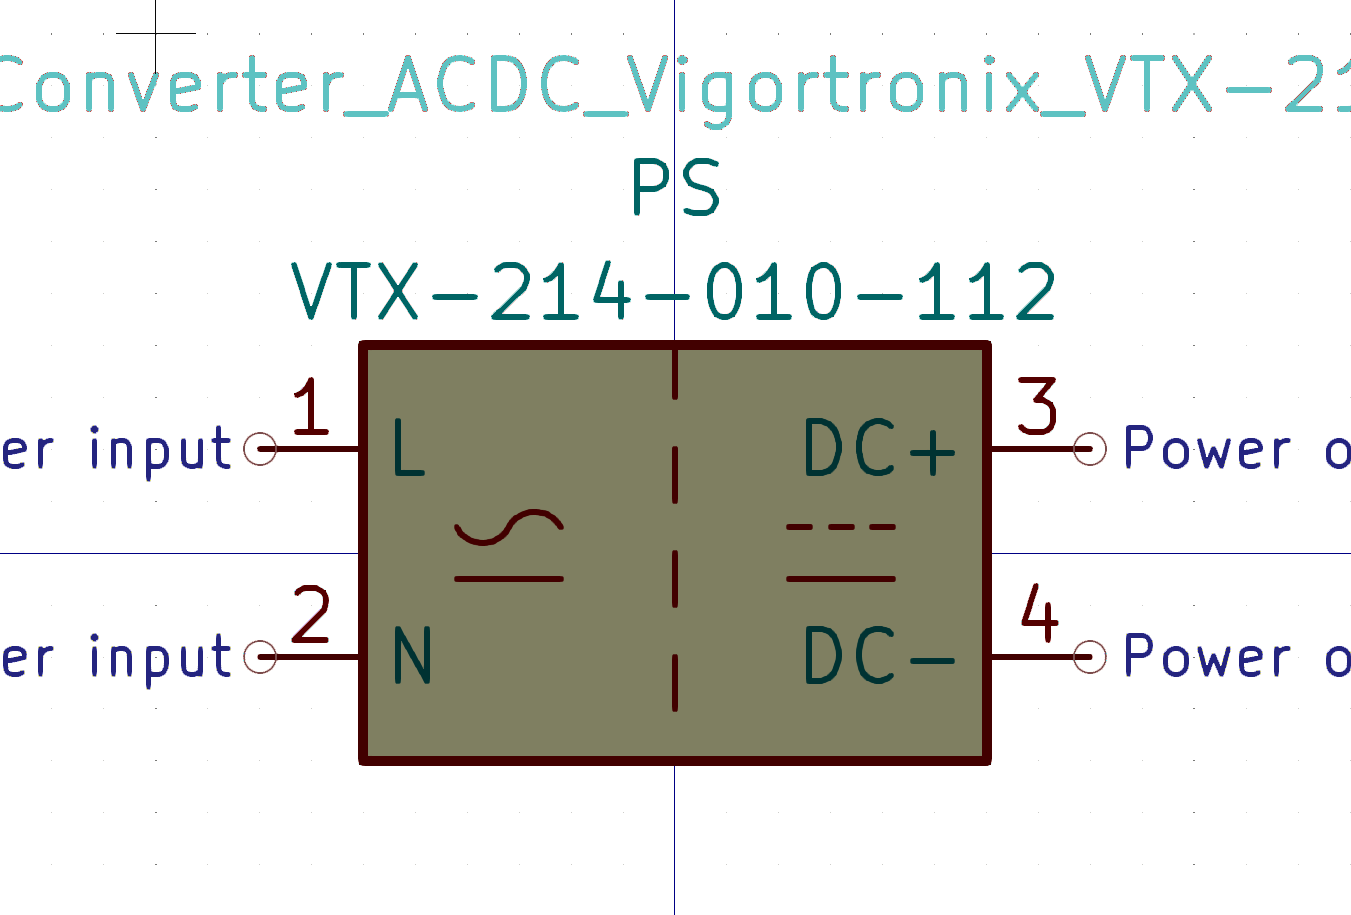 Converter_ACDC_Vigortronix_VTX-21
PS
VTX-214-010-112
1
3
er input
L
DC+
Power o
2
4
er input
N
DC-
Power o